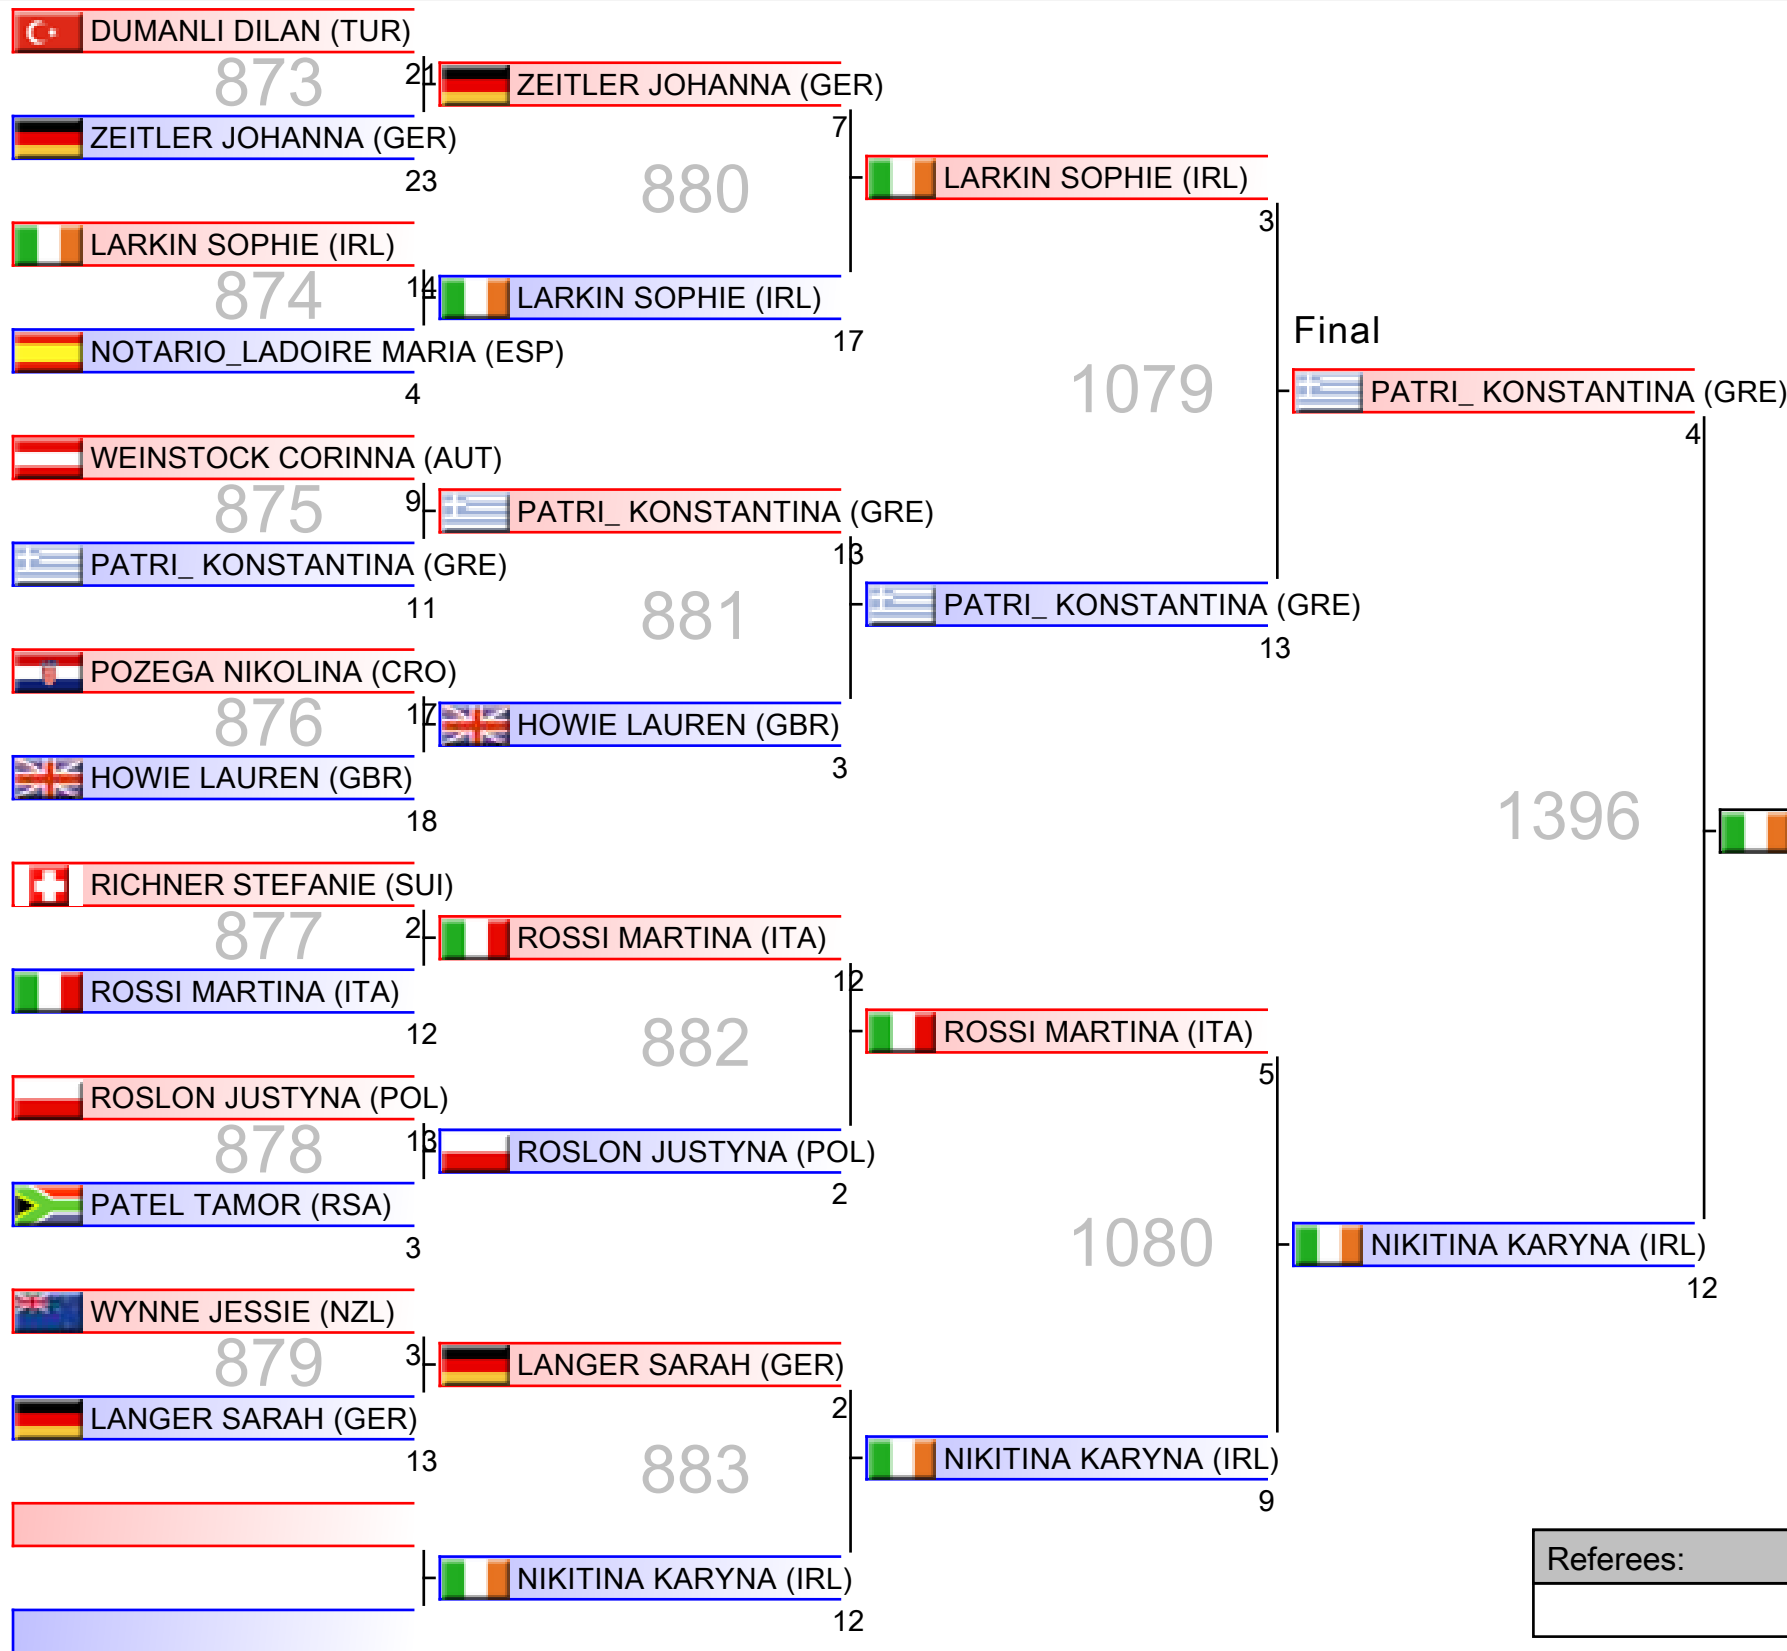 DUMANLI DILAN (TUR)
873
21
ZEITLER JOHANNA (GER)
ZEITLER JOHANNA (GER)
23
7
880
LARKIN SOPHIE (IRL)
3
LARKIN SOPHIE (IRL)
874
14
LARKIN SOPHIE (IRL)
17
NOTARIO_LADOIRE MARIA (ESP)
4
Final
1079
PATRI_ KONSTANTINA (GRE)
4
WEINSTOCK CORINNA (AUT)
875
9
PATRI_ KONSTANTINA (GRE)
13
PATRI_ KONSTANTINA (GRE)
11
881
PATRI_ KONSTANTINA (GRE)
13
POZEGA NIKOLINA (CRO)
876
17
HOWIE LAUREN (GBR)
3
HOWIE LAUREN (GBR)
18
1396
RICHNER STEFANIE (SUI)
877
2
ROSSI MARTINA (ITA)
12
ROSSI MARTINA (ITA)
12
882
ROSSI MARTINA (ITA)
5
ROSLON JUSTYNA (POL)
878
13
ROSLON JUSTYNA (POL)
2
PATEL TAMOR (RSA)
3
1080
NIKITINA KARYNA (IRL)
12
WYNNE JESSIE (NZL)
879
3
LANGER SARAH (GER)
2
LANGER SARAH (GER)
13
883
NIKITINA KARYNA (IRL)
9
NIKITINA KARYNA (IRL)
12
Referees: